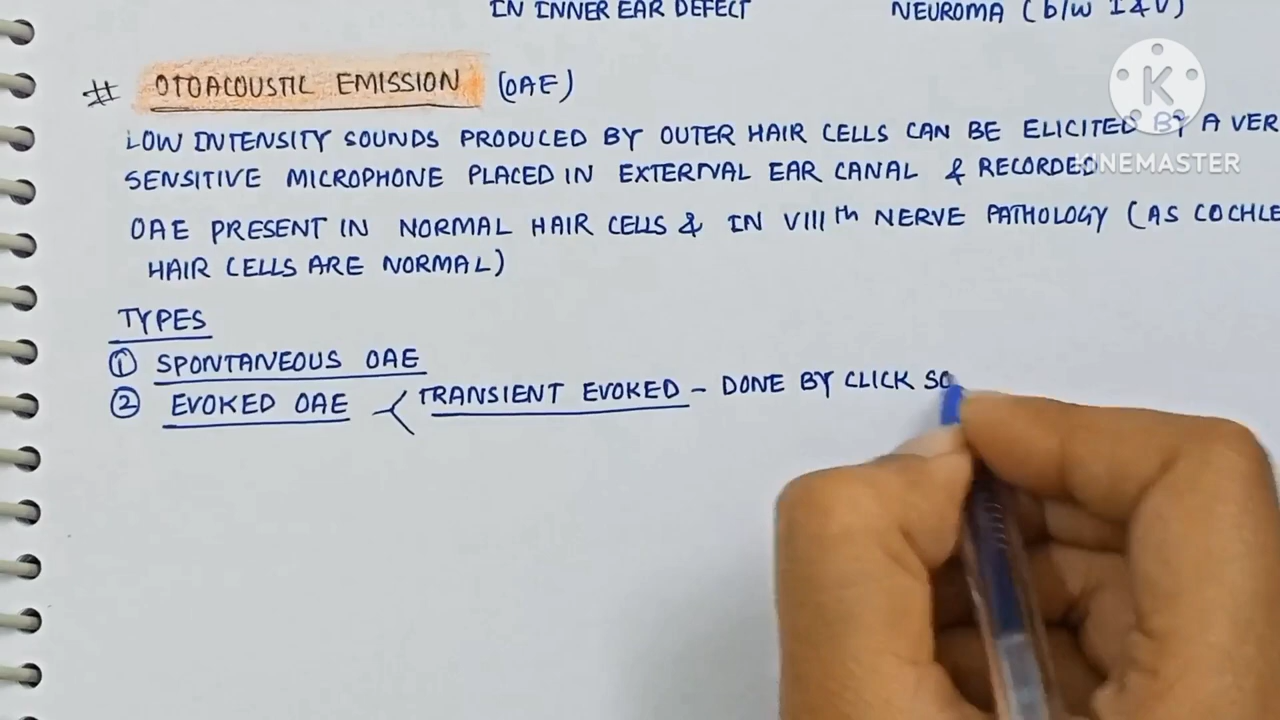 IN INNER EAR DEFECT NEUROMA (b/w I & V)
# OTOACOUSTIC EMISSION (OAE)
K
LOW INTENSITY SOUNDS PRODUCED BY OUTER HAIR CELLS CAN BE ELICITED BY A VER
SENSITIVE MICROPHONE PLACED IN EXTERNAL EAR CANAL & RECORDED
KINEMASTER
OAE PRESENT IN NORMAL HAIR CELLS & IN VIIIth NERVE PATHOLOGY (AS COCHLE
HAIR CELLS ARE NORMAL)
TYPES
① SPONTANEOUS OAE
② EVOKED OAE < TRANSIENT EVOKED - DONE BY CLICK SO